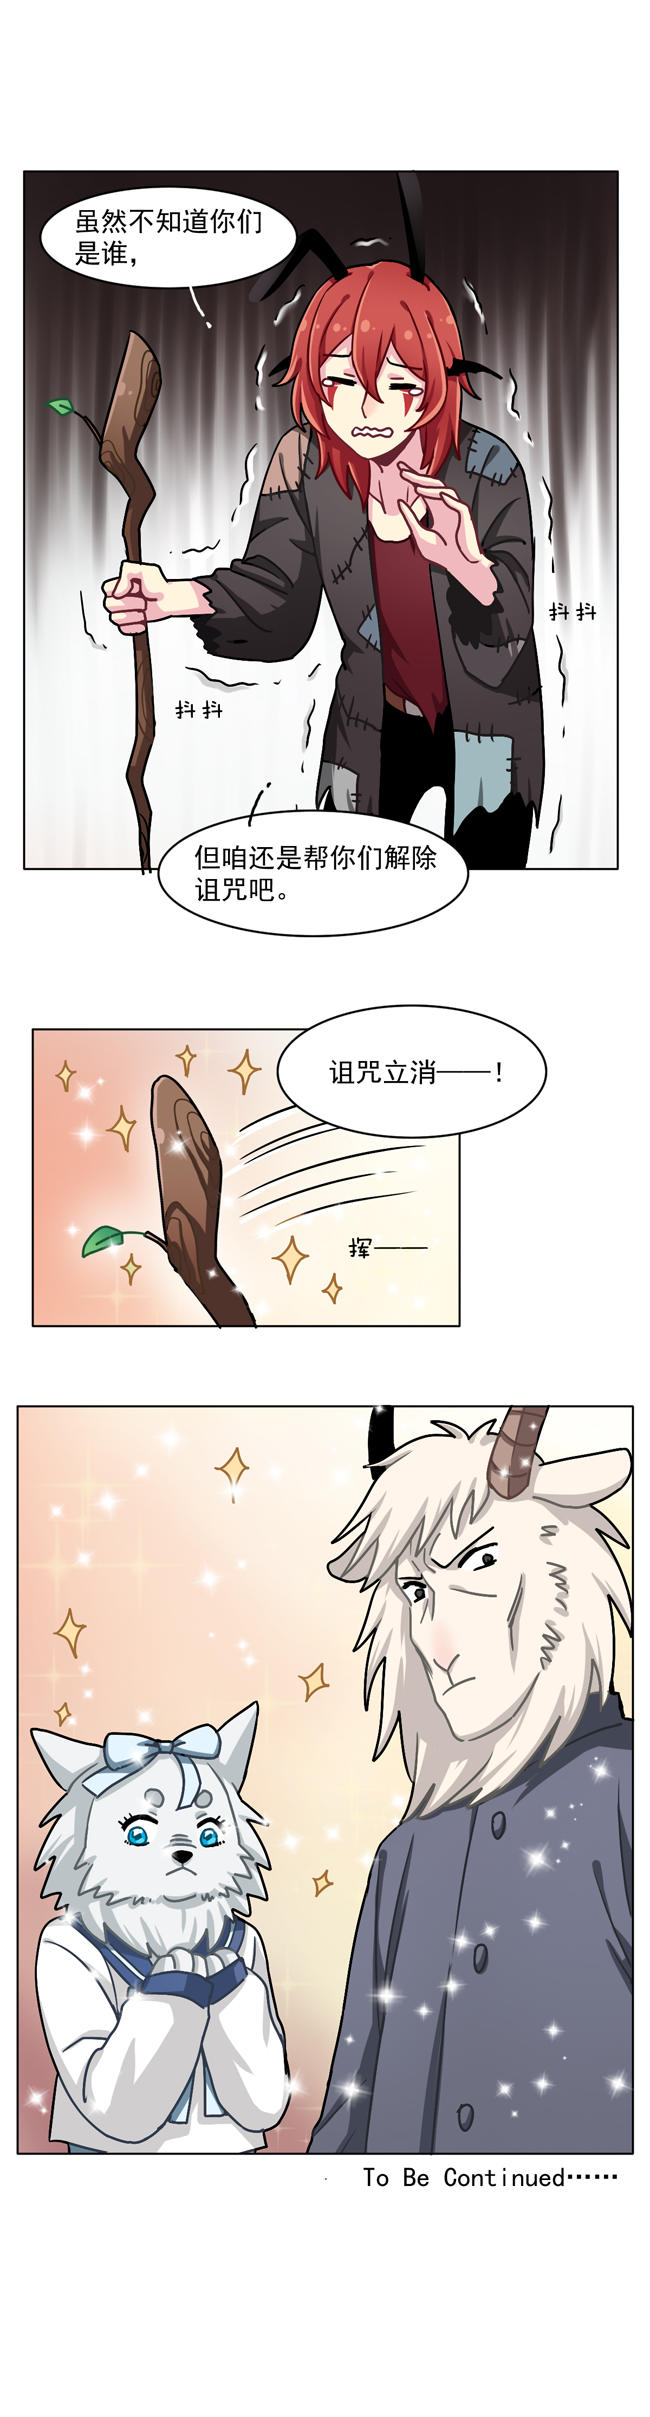 虽然不知道你们
是谁，
抖抖
抖抖
但咱还是帮你们解除
诅咒吧。
诅咒立消——！
挥——
To Be Continued……